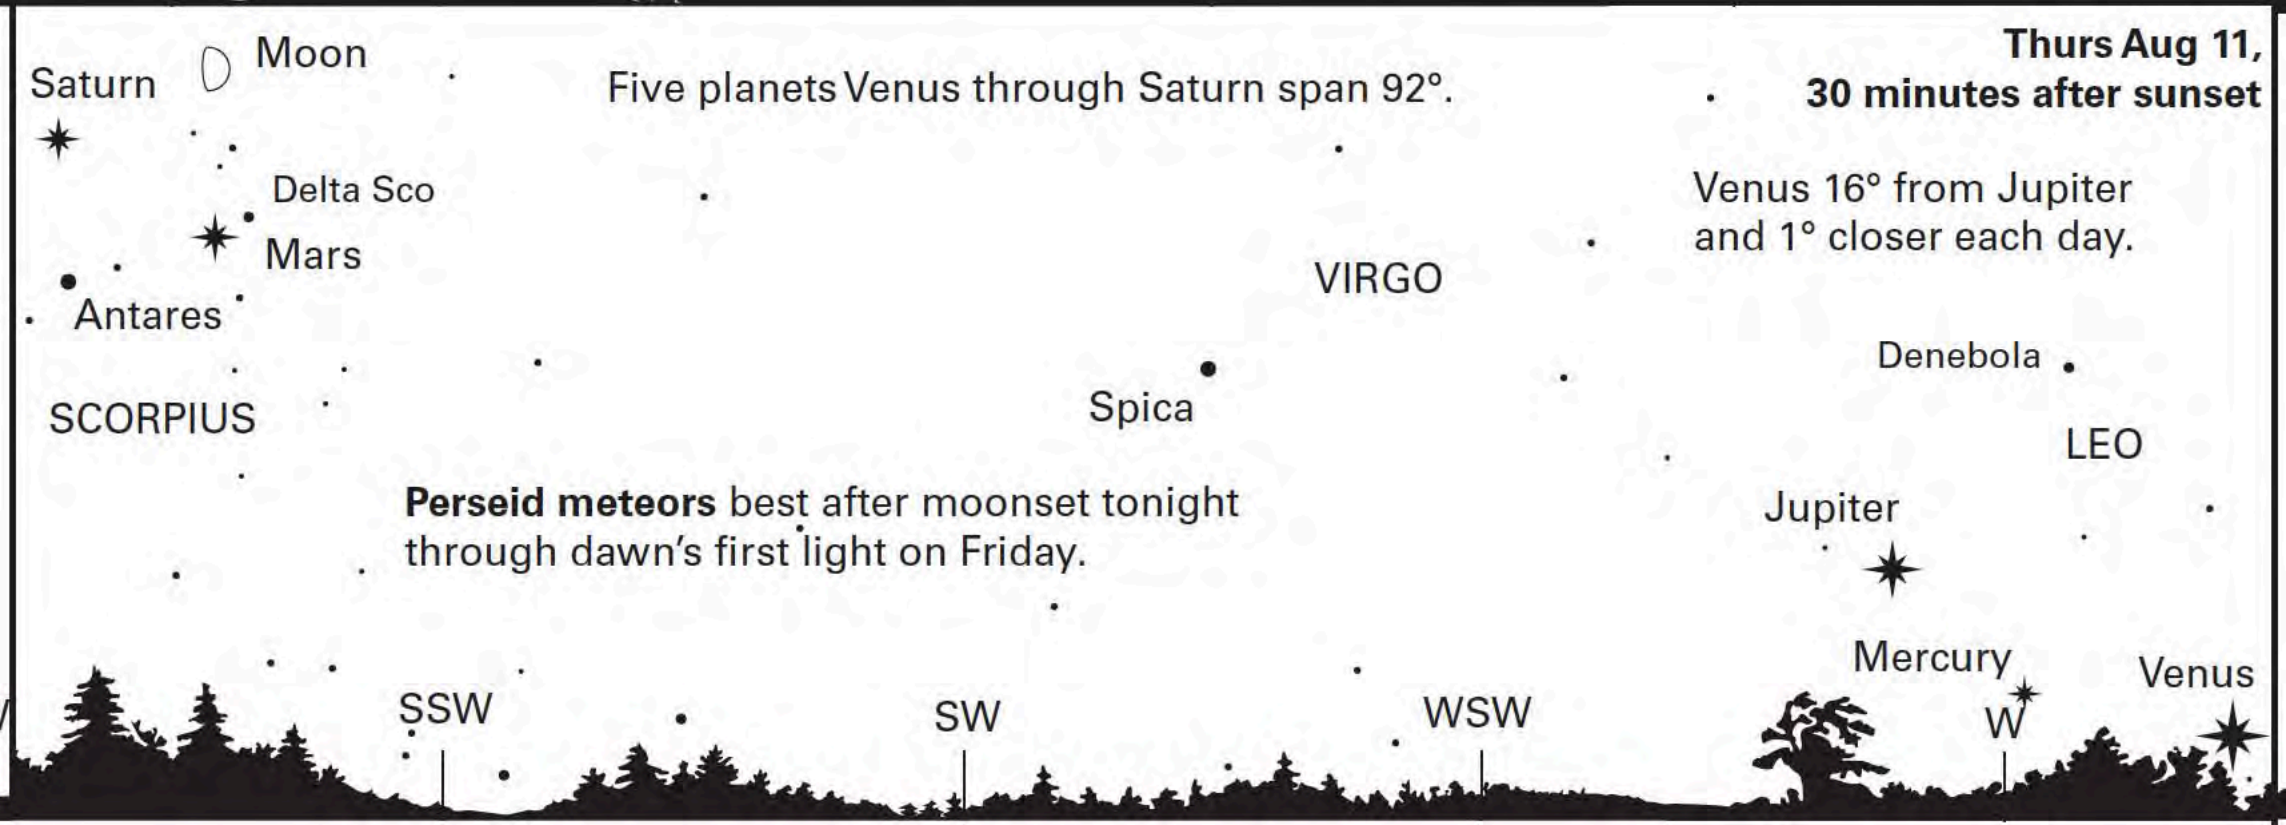 Moon
Saturn
Five planets Venus through Saturn span 92°.
Thurs Aug 11,
30 minutes after sunset
Delta Sco
Mars
Antares
SCORPIUS
Venus 16° from Jupiter
and 1° closer each day.
VIRGO
Spica
Denebola
LEO
Perseid meteors best after moonset tonight
through dawn's first light on Friday.
Jupiter
Mercury
Venus
SSW
SW
WSW
W